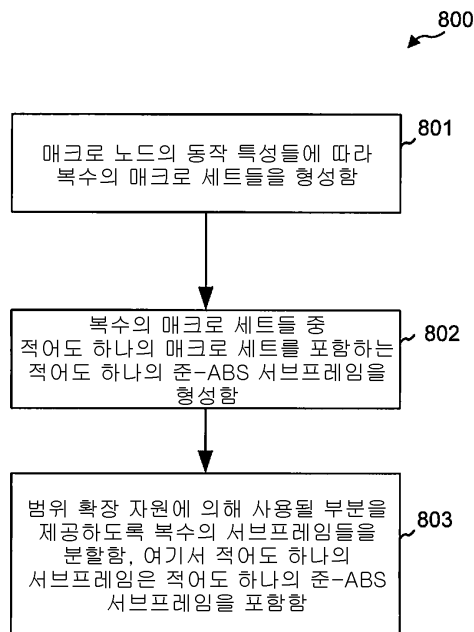 800
801
매크로 노드의 동작 특성들에 따라
복수의 매크로 세트들을 형성함
802
복수의 매크로 세트들 중
적어도 하나의 매크로 세트를 포함하는
적어도 하나의 준-ABS 서브프레임을
형성함
803
범위 확장 자원에 의해 사용될 부분을
제공하도록 복수의 서브프레임들을
분할함, 여기서 적어도 하나의
서브프레임은 적어도 하나의 준-ABS
서브프레임을 포함함